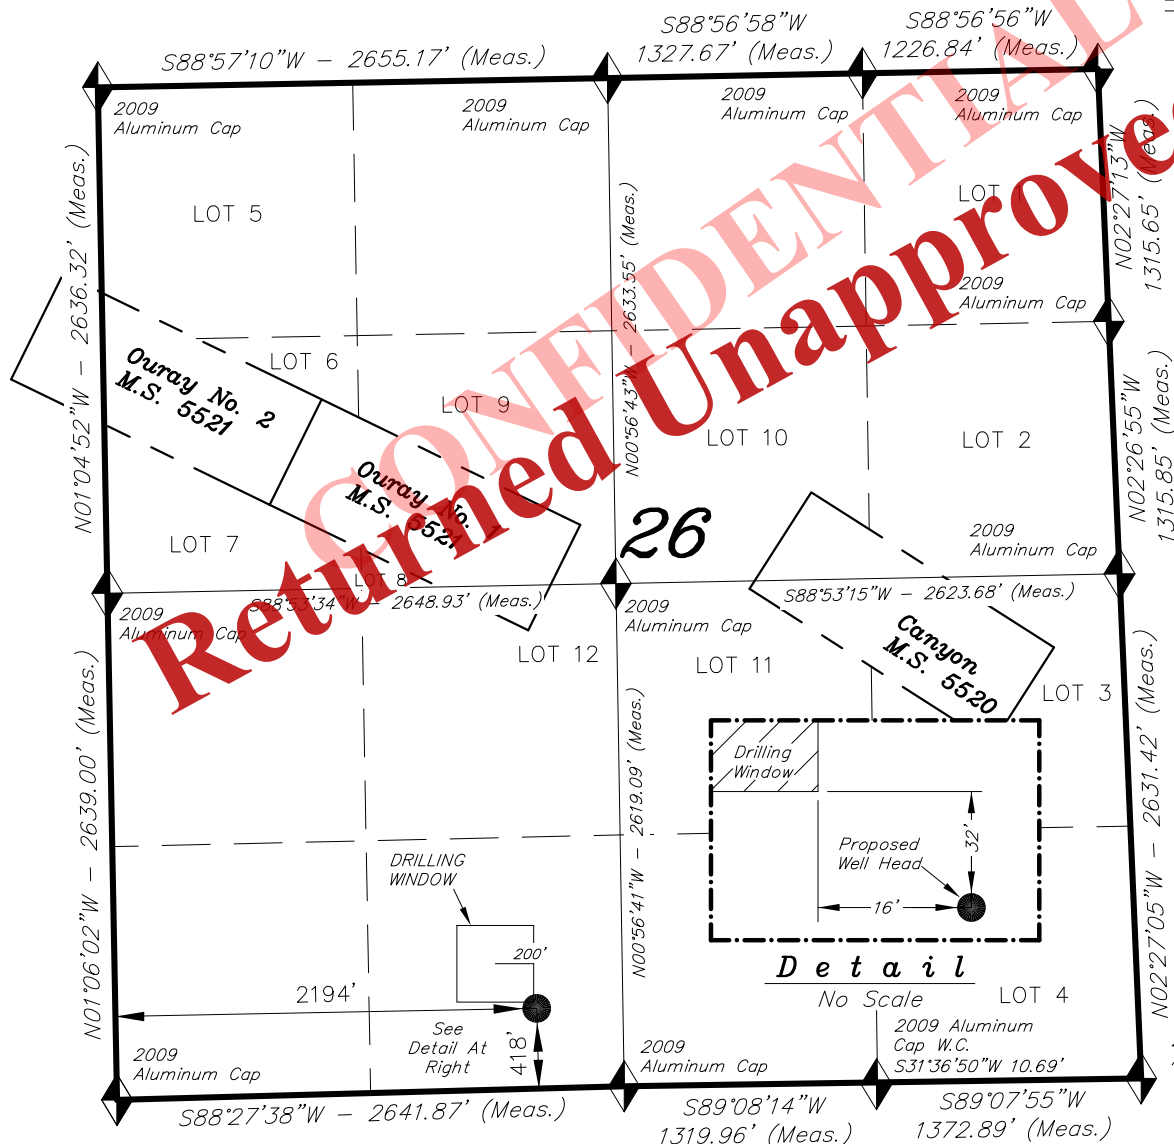 S88°57'10"W - 2655.17' (Meas.)
S88°56'58"W
1327.67' (Meas.)
S88°56'56"W
1226.84' (Meas.)
2009
Aluminum Cap
2009
Aluminum Cap
2009
Aluminum Cap
2009
Aluminum Cap
N01°04'52"W - 2636.32' (Meas.)
LOT 5
N00°56'43"W - 2633.55' (Meas.)
LOT 1
N02°27'13"W
1315.65' (Meas.)
CONFIDENTIAL
Returned Unapprove
2009
Aluminum Cap
LOT 6
Ouray No. 2
M.S. 5521
LOT 9
LOT 10
LOT 2
N02°26'55"W
1315.85' (Meas.)
Ouray No. 1
M.S. 5521
26
LOT 7
LOT 8
2009
Aluminum Cap
S88°53'34"W - 2648.93' (Meas.)
S88°53'15"W - 2623.68' (Meas.)
2009
Aluminum Cap
2009
Aluminum Cap
LOT 12
LOT 11
Canyon
M.S. 5520
LOT 3
N01°06'02"W - 2639.00' (Meas.)
N00°56'41"W - 2619.09' (Meas.)
N02°27'05"W - 2631.42' (Meas.)
Drilling
Window
Proposed
Well Head
32'
16'
Detail
No Scale
DRILLING
WINDOW
200'
2194'
See
Detail At
Right
418'
LOT 4
2009
Aluminum Cap
2009
Aluminum Cap
2009 Aluminum
Cap W.C.
S31°36'50"W 10.69'
S88°27'38"W - 2641.87' (Meas.)
S89°08'14"W
1319.96' (Meas.)
S89°07'55"W
1372.89' (Meas.)